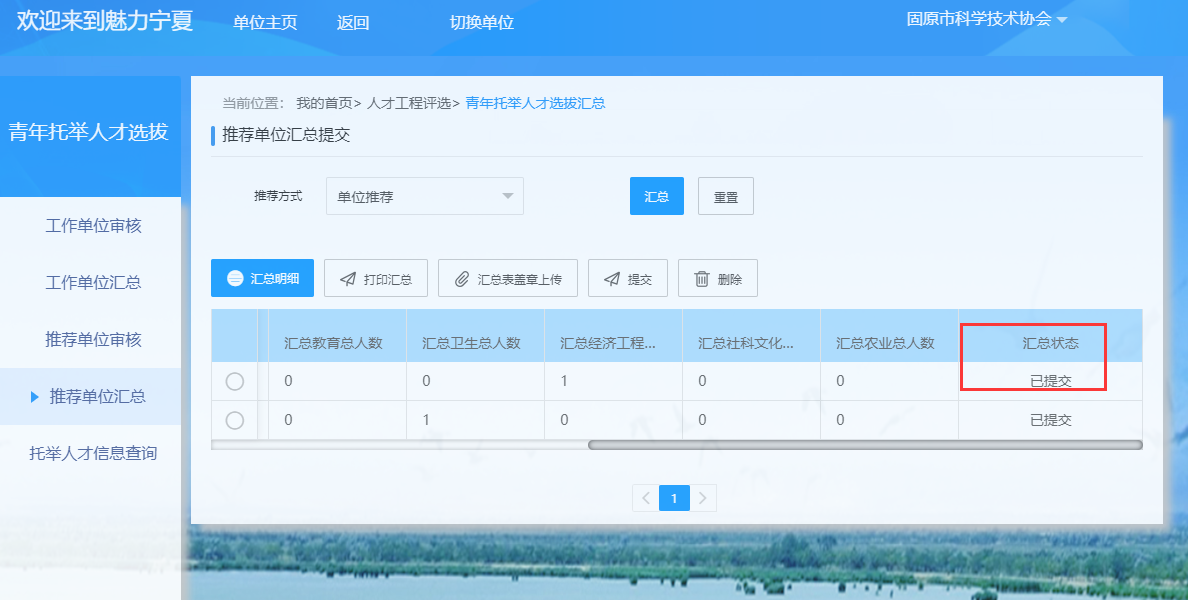 欢迎来到魅力宁夏 单位主页 返回 切换单位 固原市科学技术协会
青年托举人才选拔
工作单位审核
工作单位汇总
推荐单位审核
推荐单位汇总
托举人才信息查询
当前位置： 我的首页> 人才工程评选> 青年托举人才选拔汇总
推荐单位汇总提交
推荐方式 单位推荐 汇总 重置
汇总明细 打印汇总 汇总表盖章上传 提交 删除
汇总教育总人数 汇总卫生总人数 汇总经济工程... 汇总社科文化... 汇总农业总人数 汇总状态
0 0 1 0 0 已提交
0 1 0 0 0 已提交
1